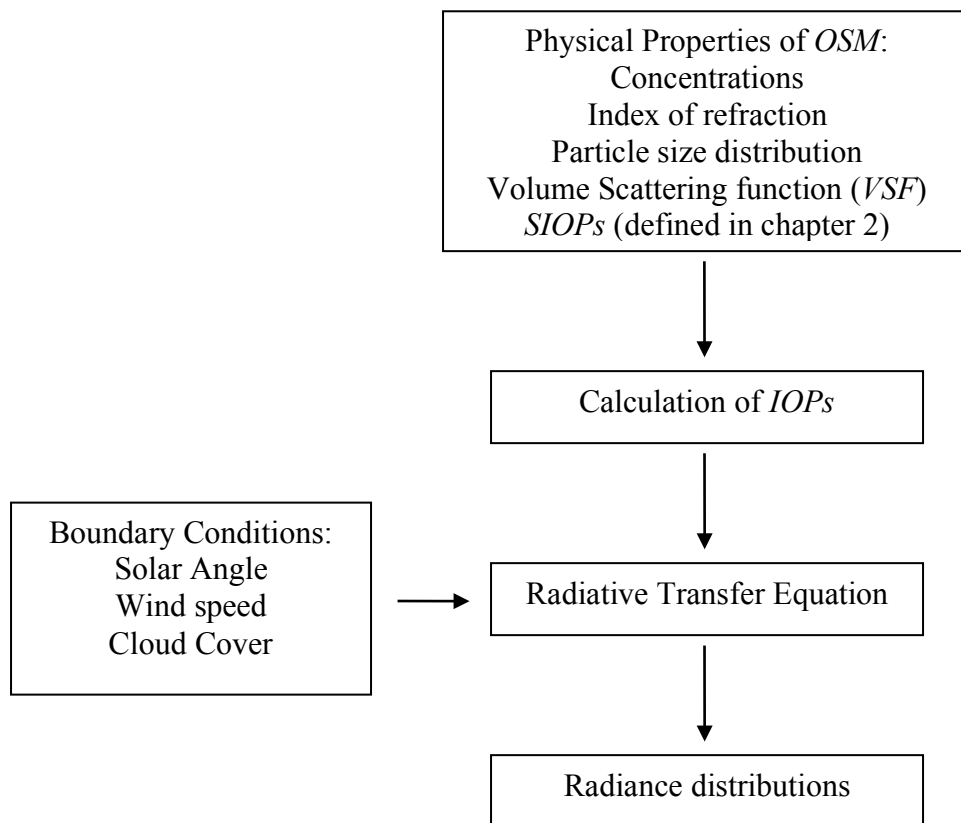 Physical Properties of OSM:
Concentrations
Index of refraction
Particle size distribution
Volume Scattering function (VSF)
SIOPs (defined in chapter 2)
Calculation of IOPs
Boundary Conditions:
Solar Angle
Wind speed
Cloud Cover
Radiative Transfer Equation
Radiance distributions